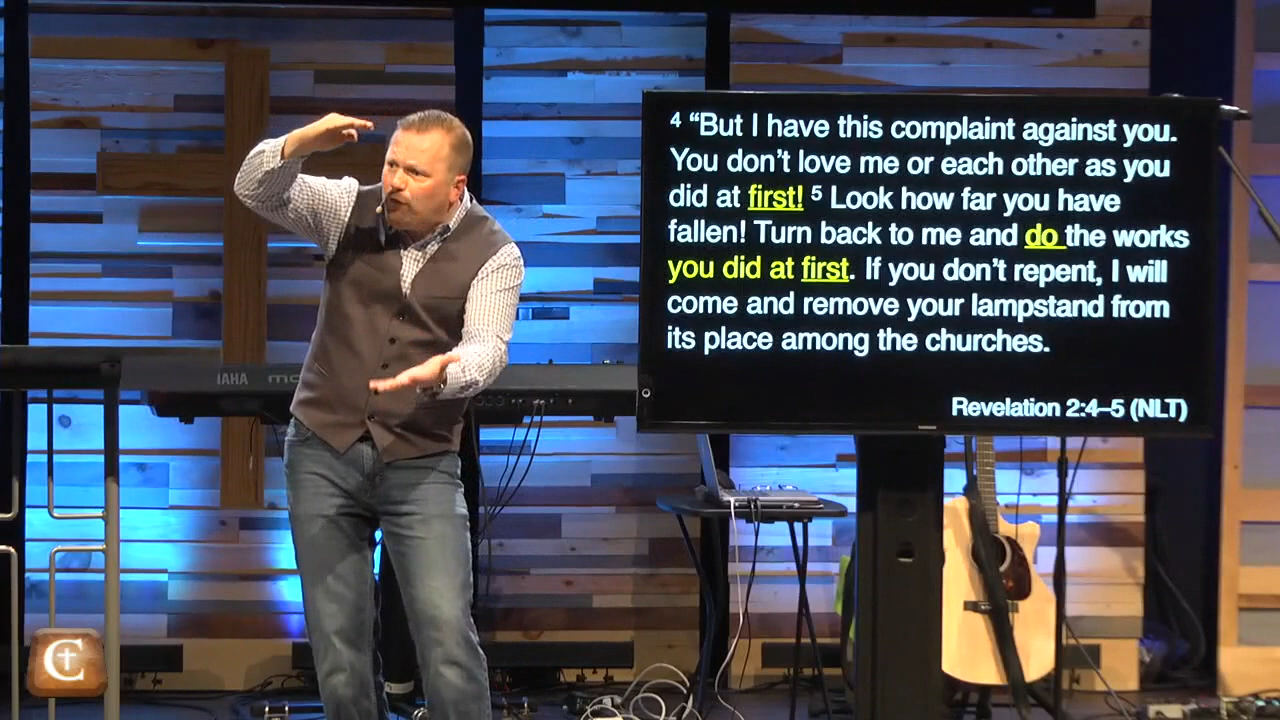 4 “But I have this complaint against you.
You don’t love me or each other as you
did at first! 5 Look how far you have
fallen! Turn back to me and do the works
you did at first. If you don’t repent, I will
come and remove your lampstand from
its place among the churches.
Revelation 2:4–5 (NLT)
AHA
C